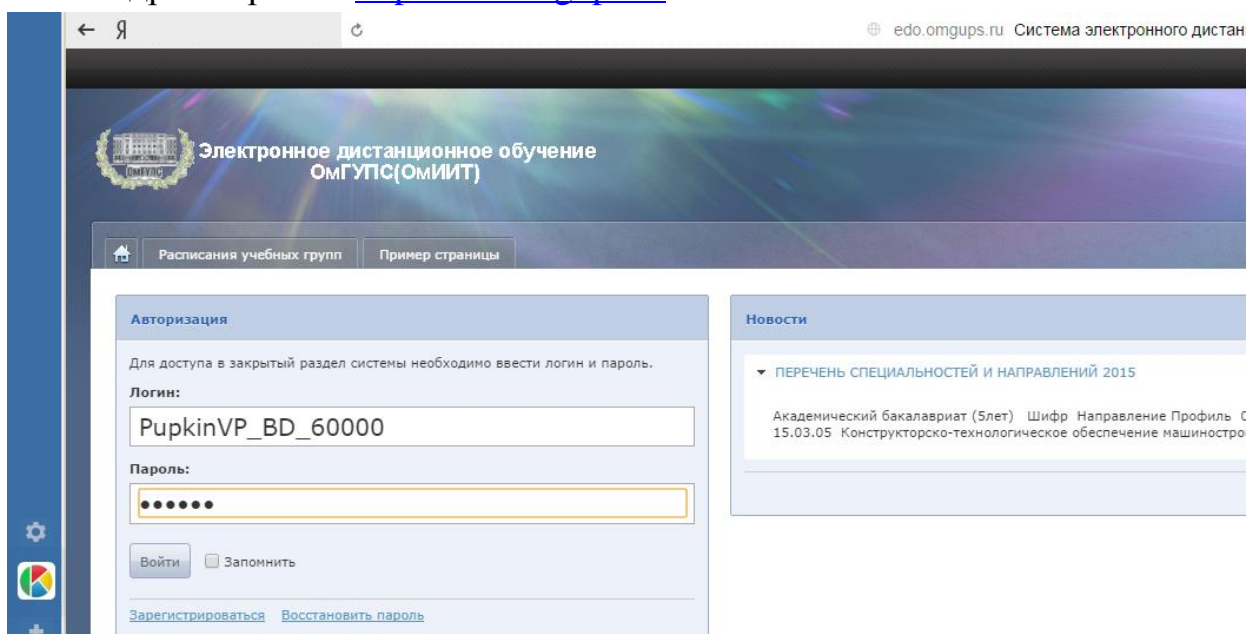 Я edo.omgups.ru Система электронного дистан
Электронное дистанционное обучение
ОмГУПС(ОмИИТ)
ОмГУПС
Расписания учебных групп Пример страницы
Авторизация
Для доступа в закрытый раздел системы необходимо ввести логин и пароль.
Логин:
PupkinVP_BD_60000
Пароль:
••••••
Войти Запомнить
Зарегистрироваться Восстановить пароль
Новости
ПЕРЕЧЕНЬ СПЕЦИАЛЬНОСТЕЙ И НАПРАВЛЕНИЙ 2015
Академический бакалавриат (5лет) Шифр Направление Профиль
15.03.05 Конструкторско-технологическое обеспечение машиностро